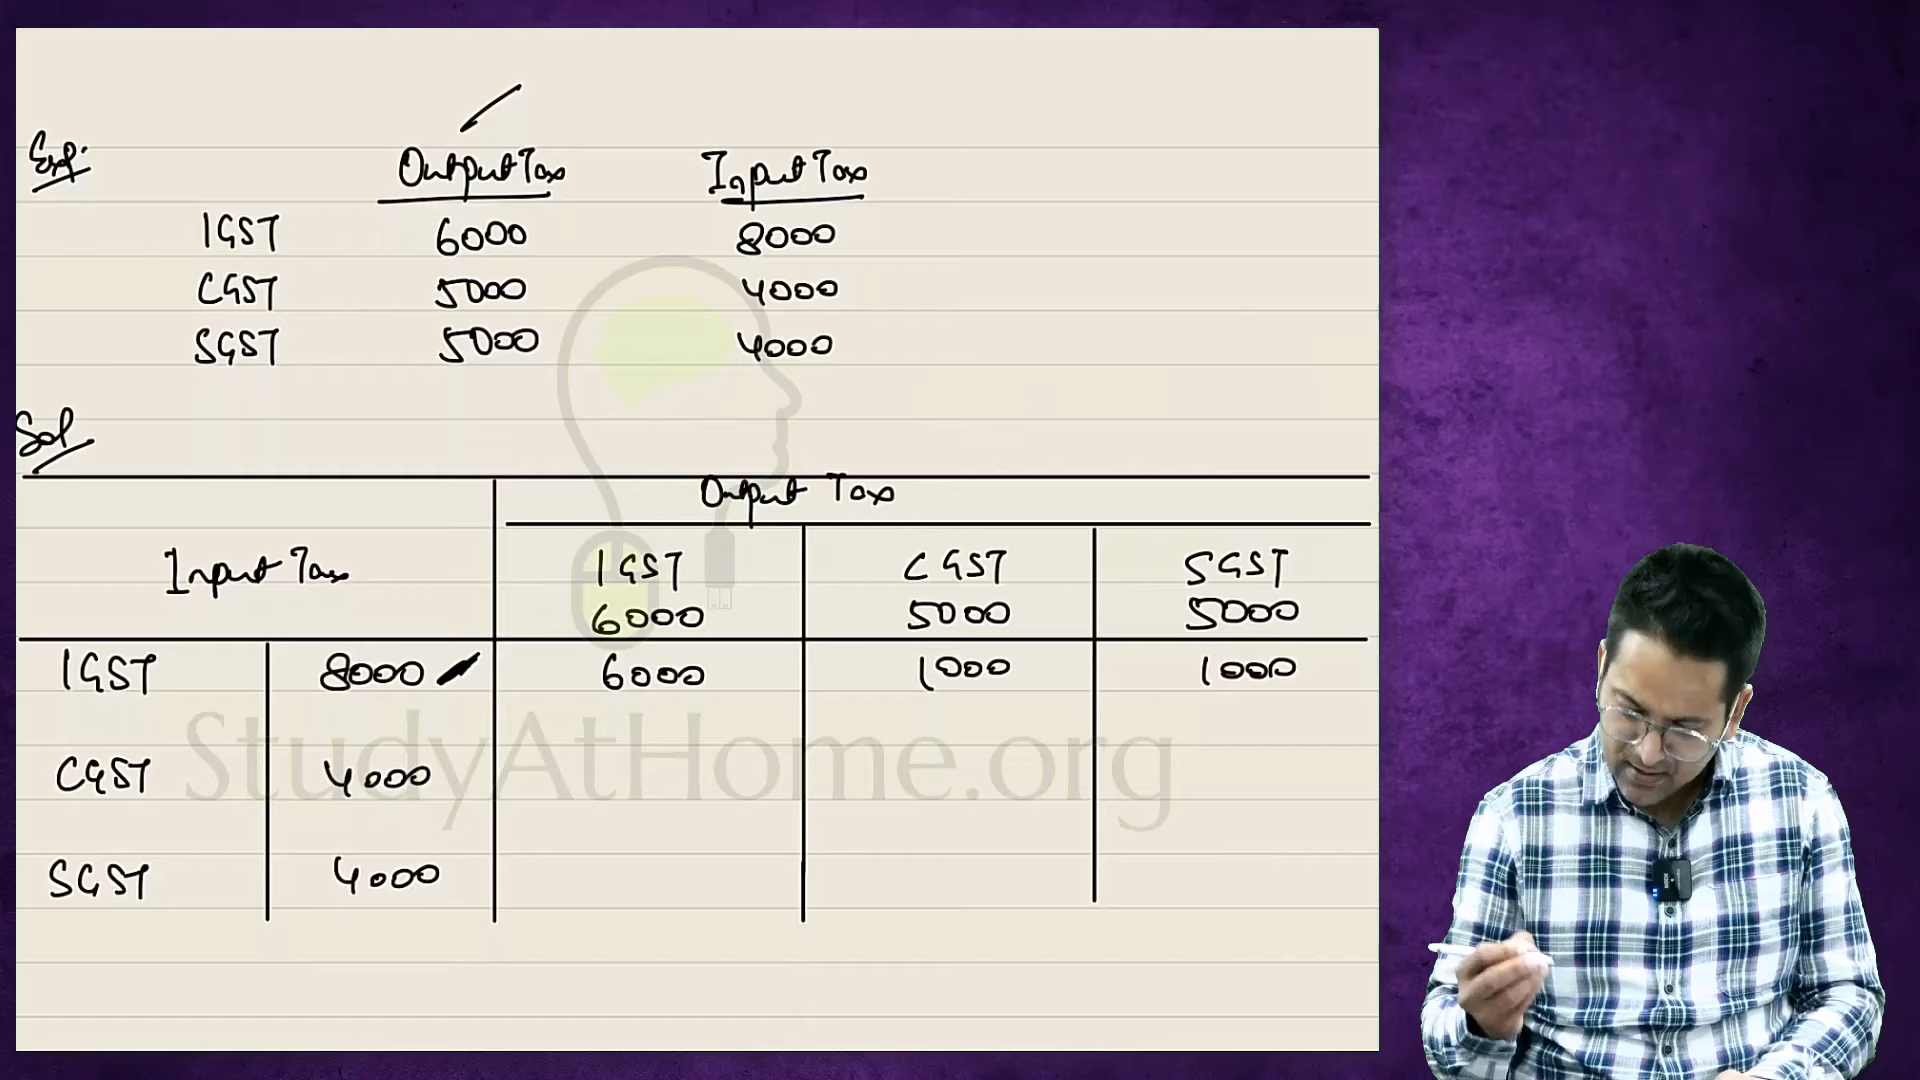 Exp:
Output Tax Input Tax
IGST 6000 8000
CGST 5000 4000
SGST 5000 4000
Sol
Output Tax
Input Tax IGST CGST SGST
6000 5000 5000
IGST 8000 6000 1000 1000
CGST 4000
SGST 4000
StudyAtHome.org